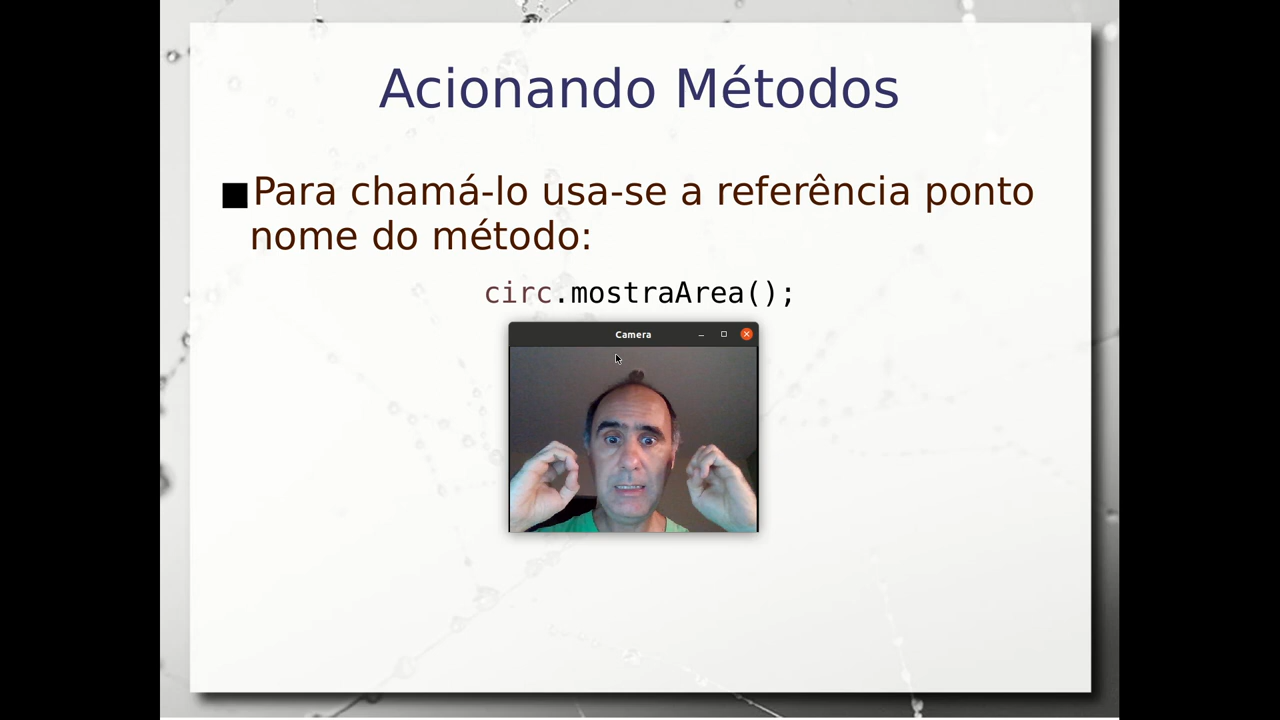 Acionando Métodos
Para chamá-lo usa-se a referência ponto
nome do método:
circ.mostraArea();
Camera